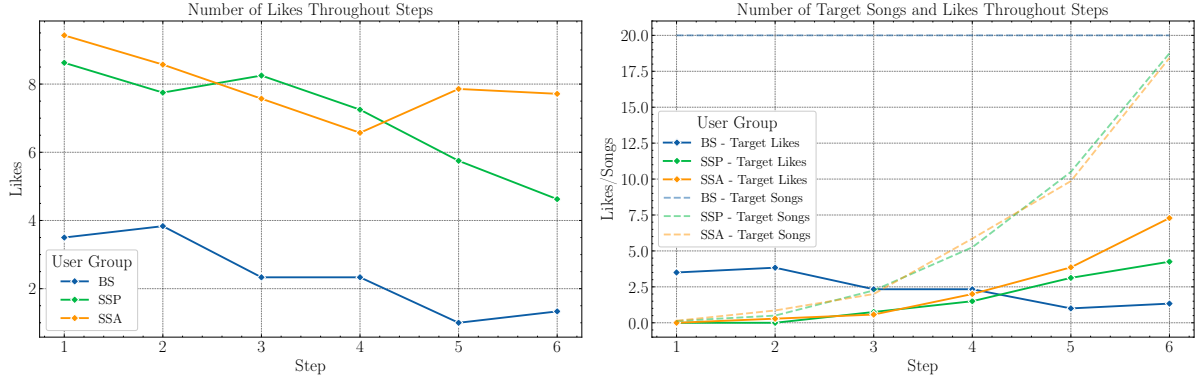 Number of Likes Throughout Steps
Likes
8
6
4
2
User Group
BS
SSP
SSA
1 2 3 4 5 6
Step
Number of Target Songs and Likes Throughout Steps
Likes/Songs
20.0
17.5
15.0
12.5
10.0
7.5
5.0
2.5
0.0
User Group
BS - Target Likes
SSP - Target Likes
SSA - Target Likes
BS - Target Songs
SSP - Target Songs
SSA - Target Songs
1 2 3 4 5 6
Step